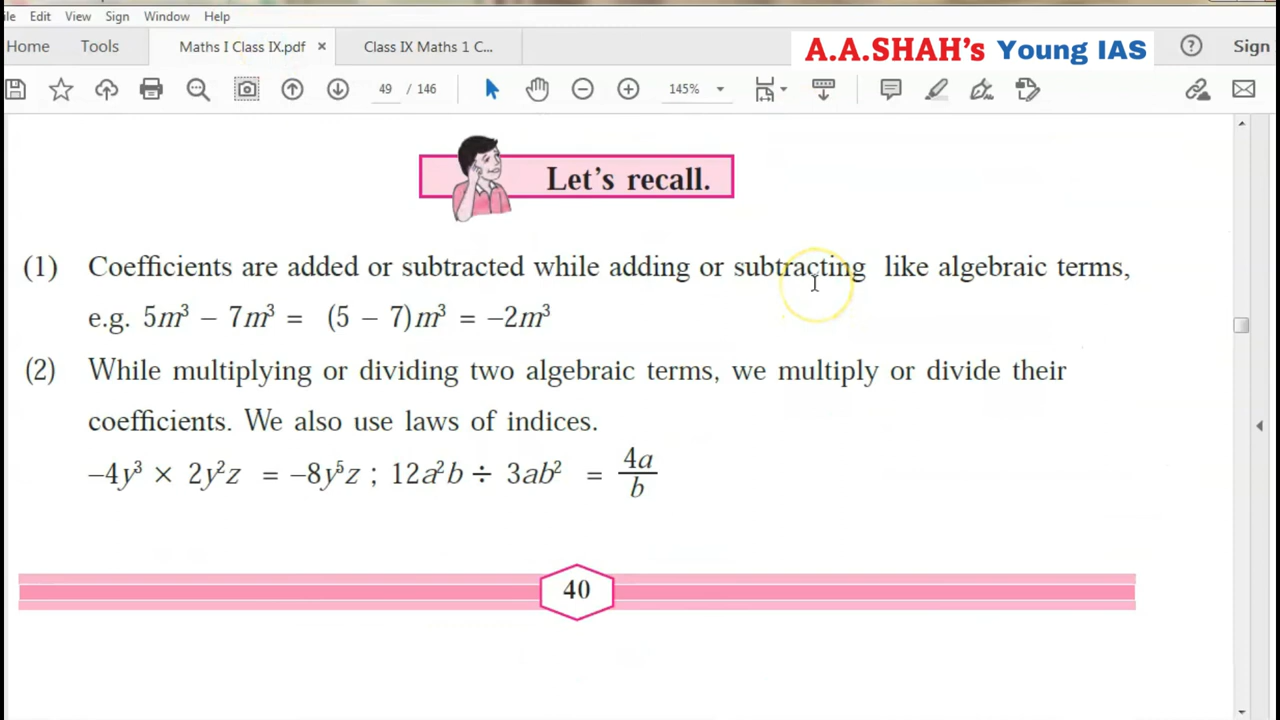 ile Edit View Sign Window Help
Home Tools Maths I Class IX.pdf × Class IX Maths 1 C... A.A.SHAH's Young IAS ? Sign
49 / 146 145%
Let's recall.
(1) Coefficients are added or subtracted while adding or subtracting like algebraic terms,
e.g. 5m³ – 7m³ = (5 – 7)m³ = –2m³
(2) While multiplying or dividing two algebraic terms, we multiply or divide their
coefficients. We also use laws of indices.
–4y³ × 2y²z = –8y⁵z ; 12a²b ÷ 3ab² = 4a/b
40